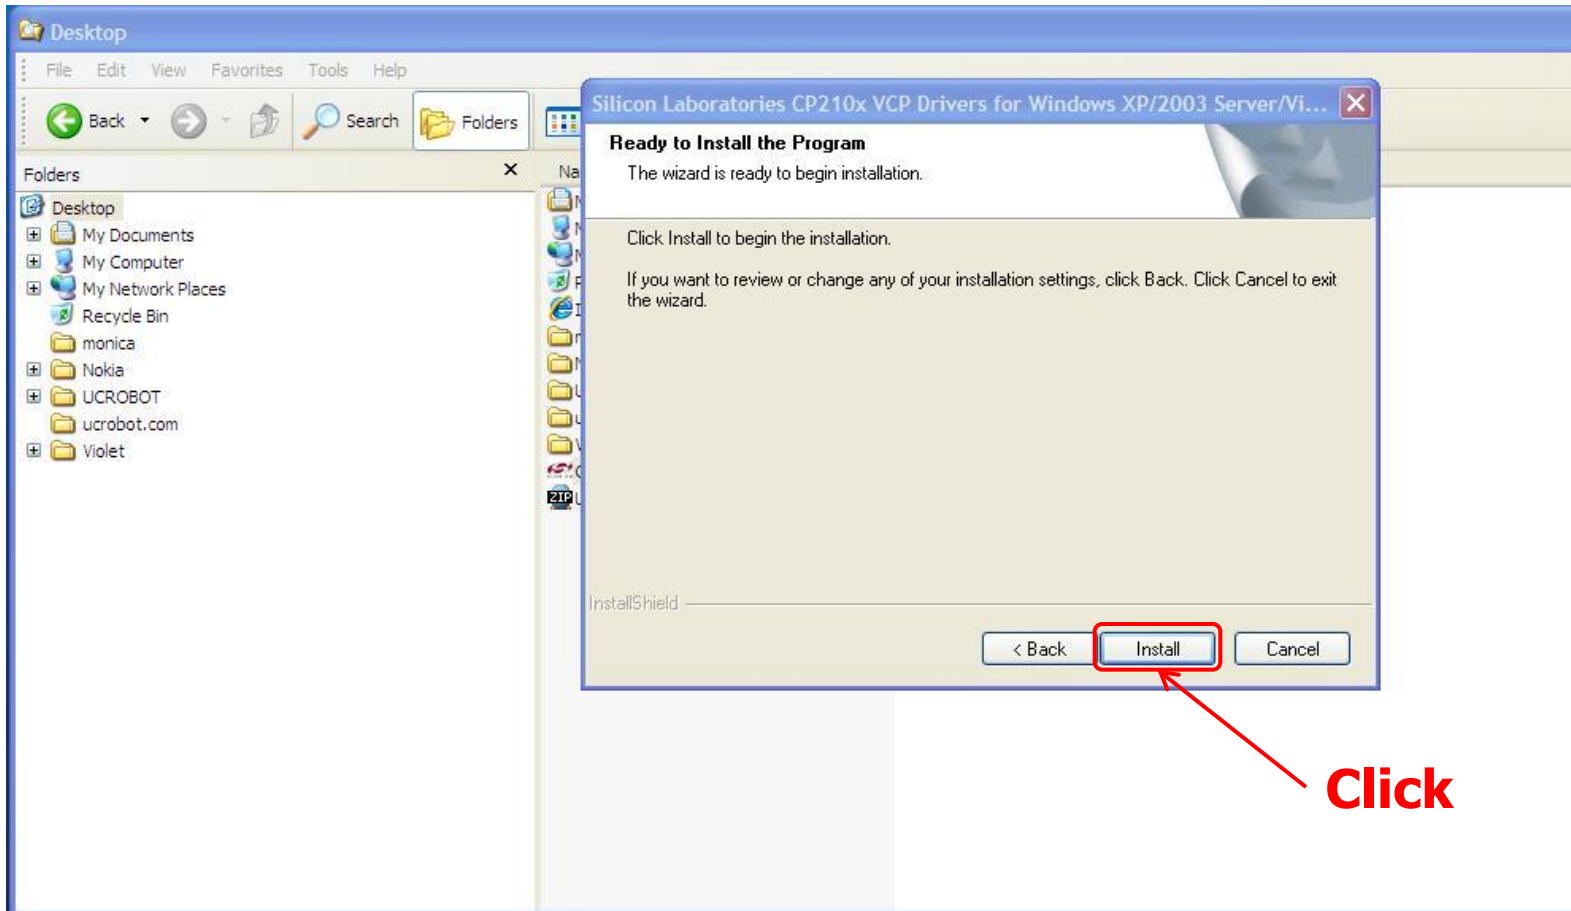 Desktop
File Edit View Favorites Tools Help
Back Search Folders
Folders
Desktop
My Documents
My Computer
My Network Places
Recycle Bin
monica
Nokia
UCROBOT
ucrobot.com
Violet
Silicon Laboratories CP210x VCP Drivers for Windows XP/2003 Server/Vi...
Ready to Install the Program
The wizard is ready to begin installation.
Click Install to begin the installation.
If you want to review or change any of your installation settings, click Back. Click Cancel to exit
the wizard.
InstallShield
< Back Install Cancel
Click
ZIP